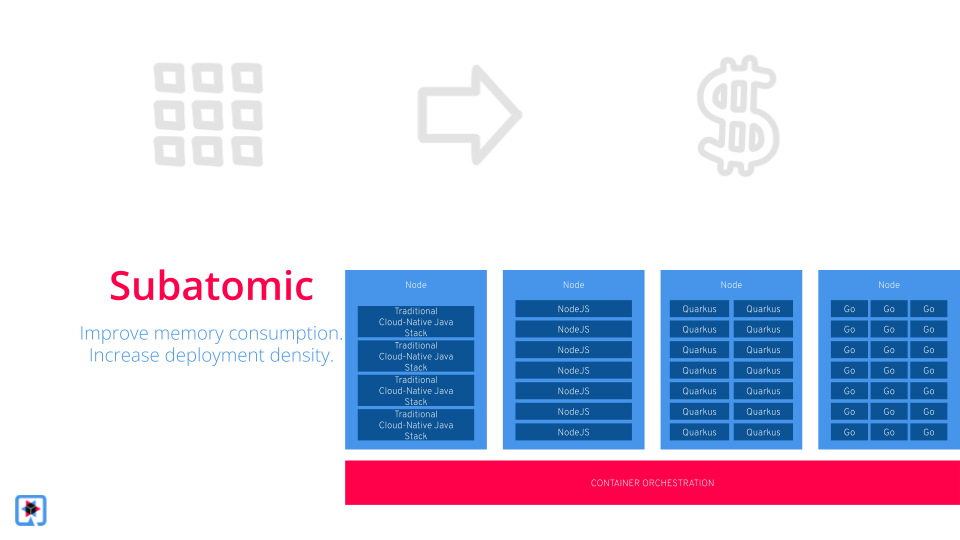 Subatomic
Improve memory consumption.
Increase deployment density.
Node
Traditional
Cloud-Native Java
Stack
Traditional
Cloud-Native Java
Stack
Traditional
Cloud-Native Java
Stack
Traditional
Cloud-Native Java
Stack
Node
NodeJS
NodeJS
NodeJS
NodeJS
NodeJS
NodeJS
NodeJS
Node
Quarkus Quarkus
Quarkus Quarkus
Quarkus Quarkus
Quarkus Quarkus
Quarkus Quarkus
Quarkus Quarkus
Quarkus Quarkus
Node
Go Go Go
Go Go Go
Go Go Go
Go Go Go
Go Go Go
Go Go Go
Go Go Go
CONTAINER ORCHESTRATION